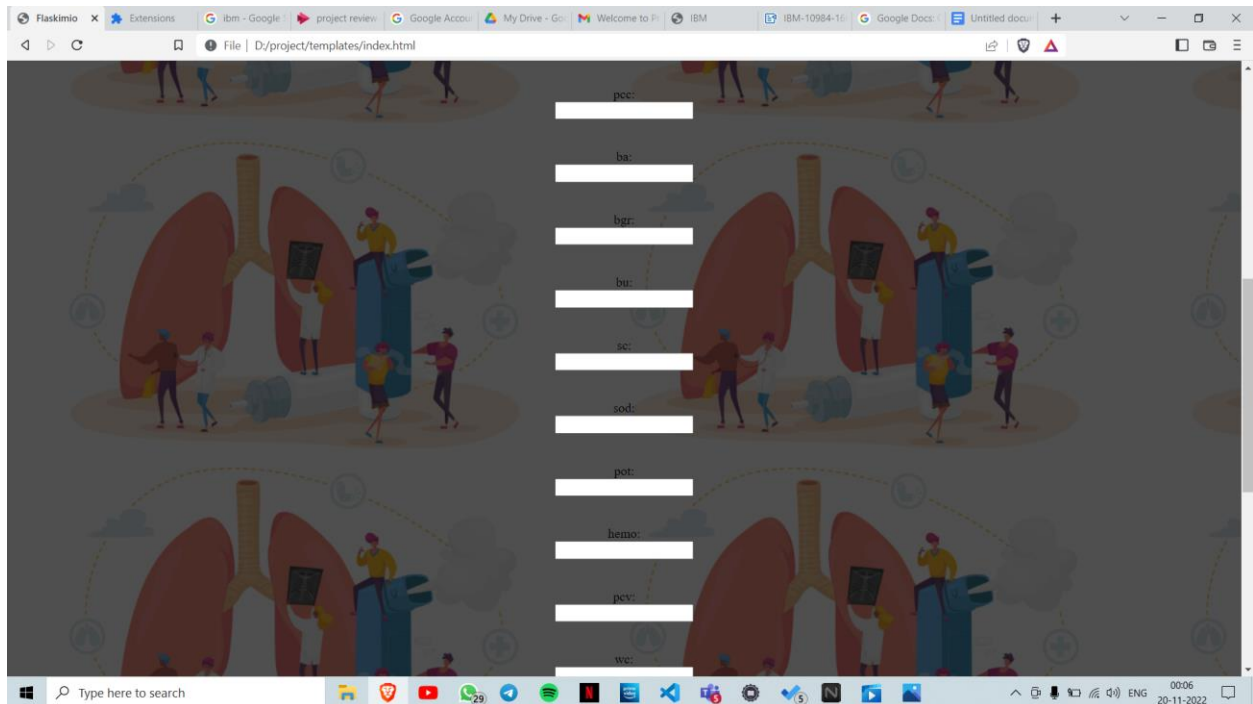 Flaskimio
Extensions
ibm - Google
project review
Google Accou
My Drive - Goo
Welcome to P
IBM
IBM-10984-16
Google Docs:
Untitled docu
File | D:/project/templates/index.html
pcc:
ba:
bgr:
bu:
sc:
sod:
pot:
hemo:
pcv:
wc:
Type here to search
29
5
N
ENG
00:06
20-11-2022